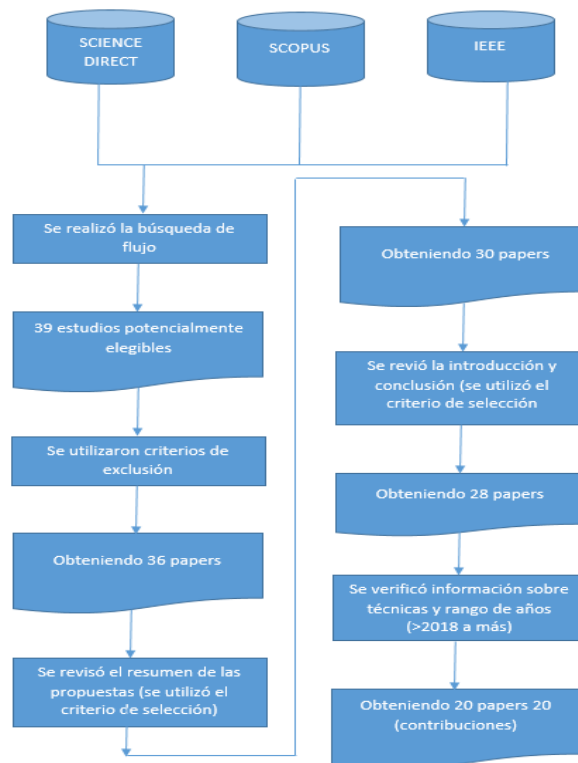 SCIENCE
DIRECT
SCOPUS
IEEE
Se realizó la búsqueda de
flujo
39 estudios potencialmente
elegibles
Se utilizaron criterios de
exclusión
Obteniendo 36 papers
Se revisó el resumen de las
propuestas (se utilizó el
criterio de selección)
Obteniendo 30 papers
Se revió la introducción y
conclusión (se utilizó el
criterio de selección
Obteniendo 28 papers
Se verificó información sobre
técnicas y rango de años
(>2018 a más)
Obteniendo 20 papers 20
(contribuciones)